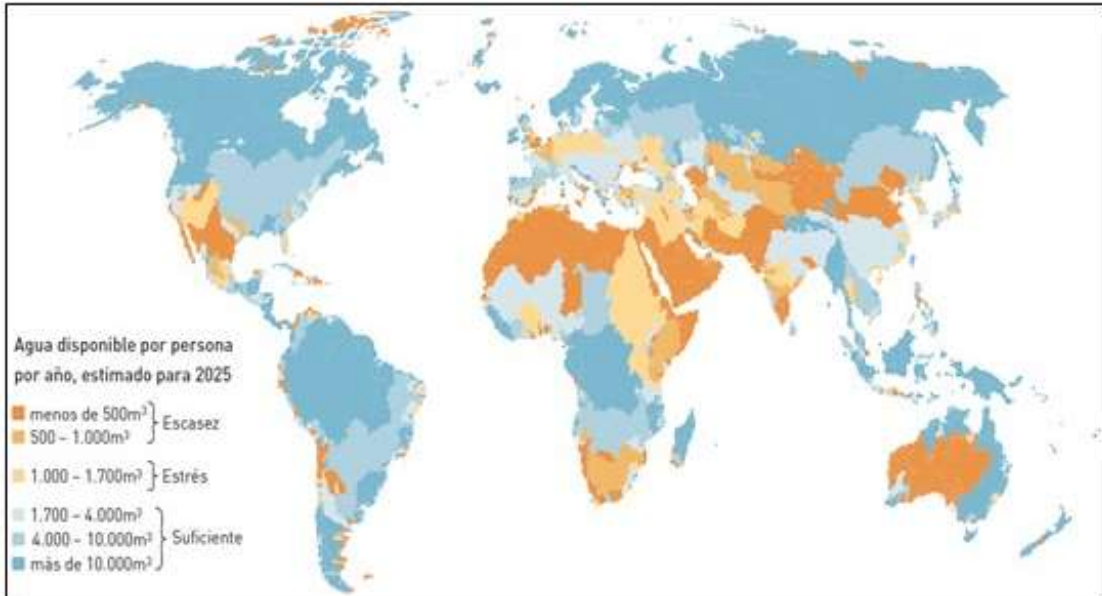 Agua disponible por persona
por año, estimado para 2025
menos de 500m³
500 - 1.000m³
Escasez
1.000 - 1.700m³
Estrés
1.700 - 4.000m³
4.000 - 10.000m³
más de 10.000m³
Suficiente